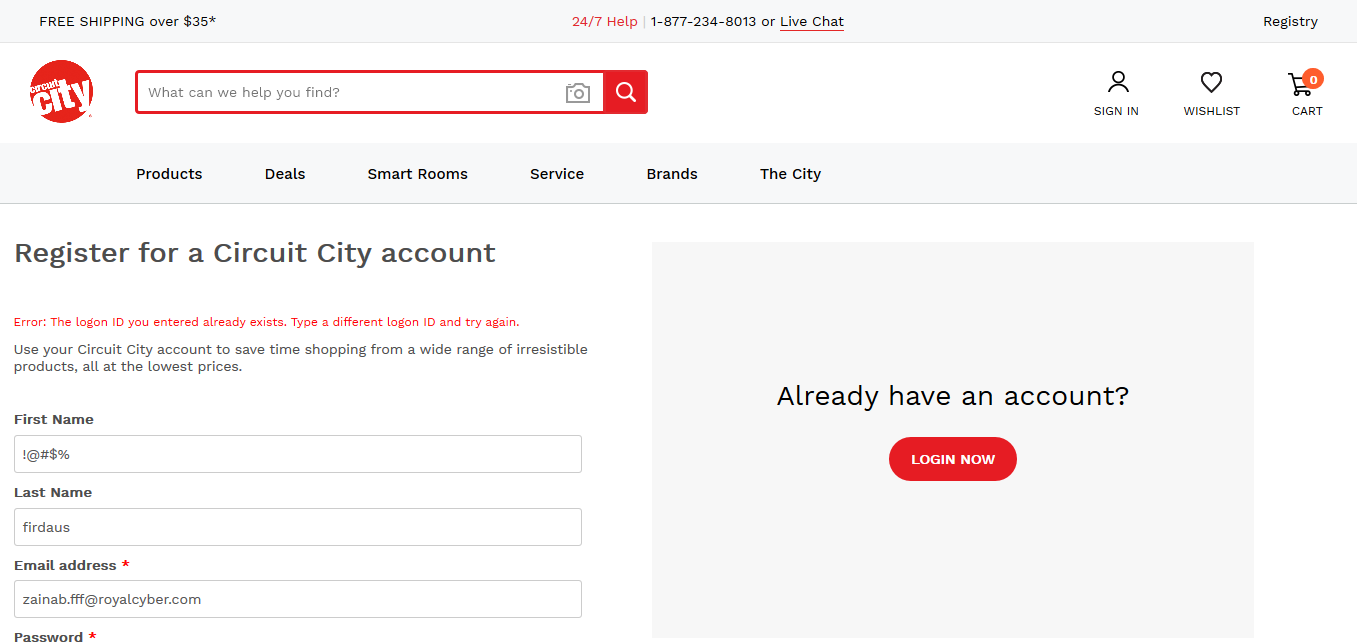 FREE SHIPPING over $35*
24/7 Help | 1-877-234-8013 or Live Chat
Registry
circuit
city
What can we help you find?
SIGN IN
WISHLIST
0
CART
Products
Deals
Smart Rooms
Service
Brands
The City
Register for a Circuit City account
Error: The logon ID you entered already exists. Type a different logon ID and try again.
Use your Circuit City account to save time shopping from a wide range of irresistible
products, all at the lowest prices.
First Name
!@#$%
Last Name
firdaus
Email address *
zainab.fff@royalcyber.com
Password *
Already have an account?
LOGIN NOW